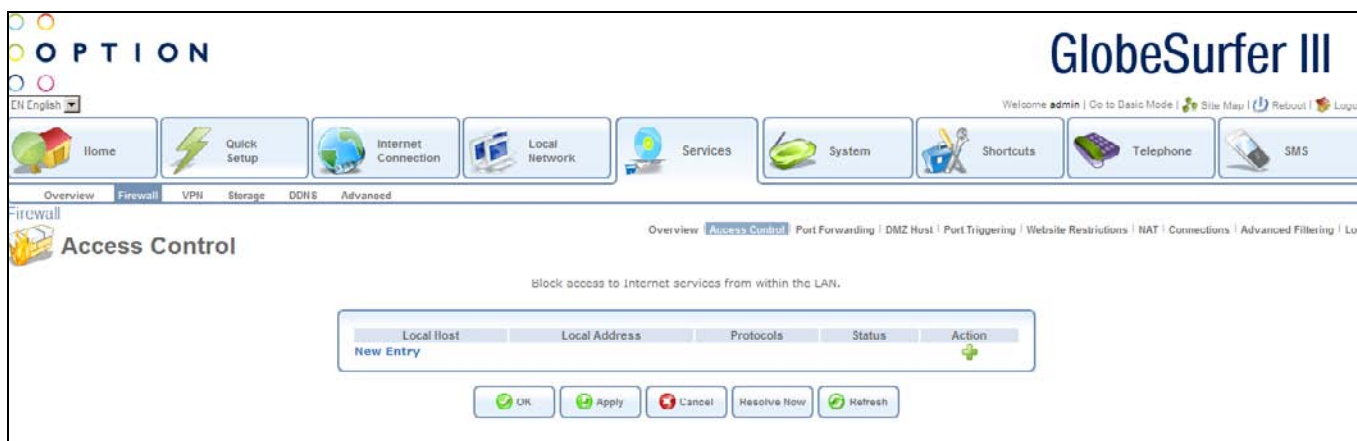 OPTION
GlobeSurfer III
EN English
Welcome admin | Go to Basic Mode | Site Map | Reboot |
Home
Quick Setup
Internet Connection
Local Network
Services
System
Shortcuts
Telephone
SMS
Overview Firewall VPN Storage DDNS Advanced
Firewall
Access Control
Overview | Access Control | Port Forwarding | DMZ Host | Port Triggering | Website Restrictions | NAT | Connections | Advanced Filtering |
Block access to Internet services from within the LAN.
Local Host Local Address Protocols Status Action
New Entry
OK Apply Cancel Resolve Now Refresh